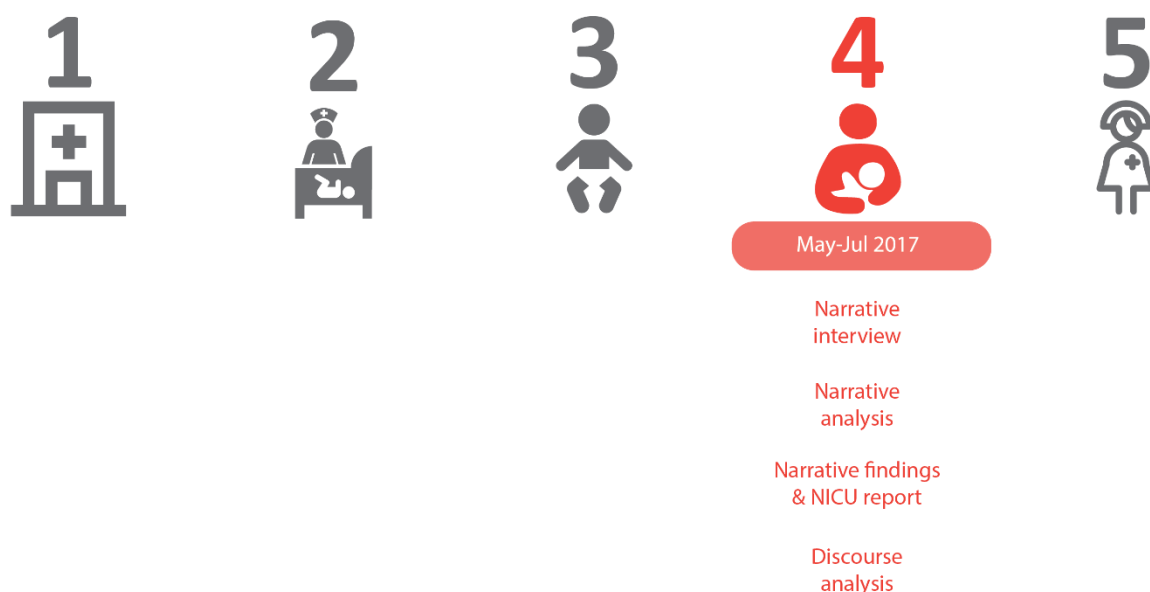 1 2 3 4 5
May-Jul 2017
Narrative
interview
Narrative
analysis
Narrative findings
& NICU report
Discourse
analysis